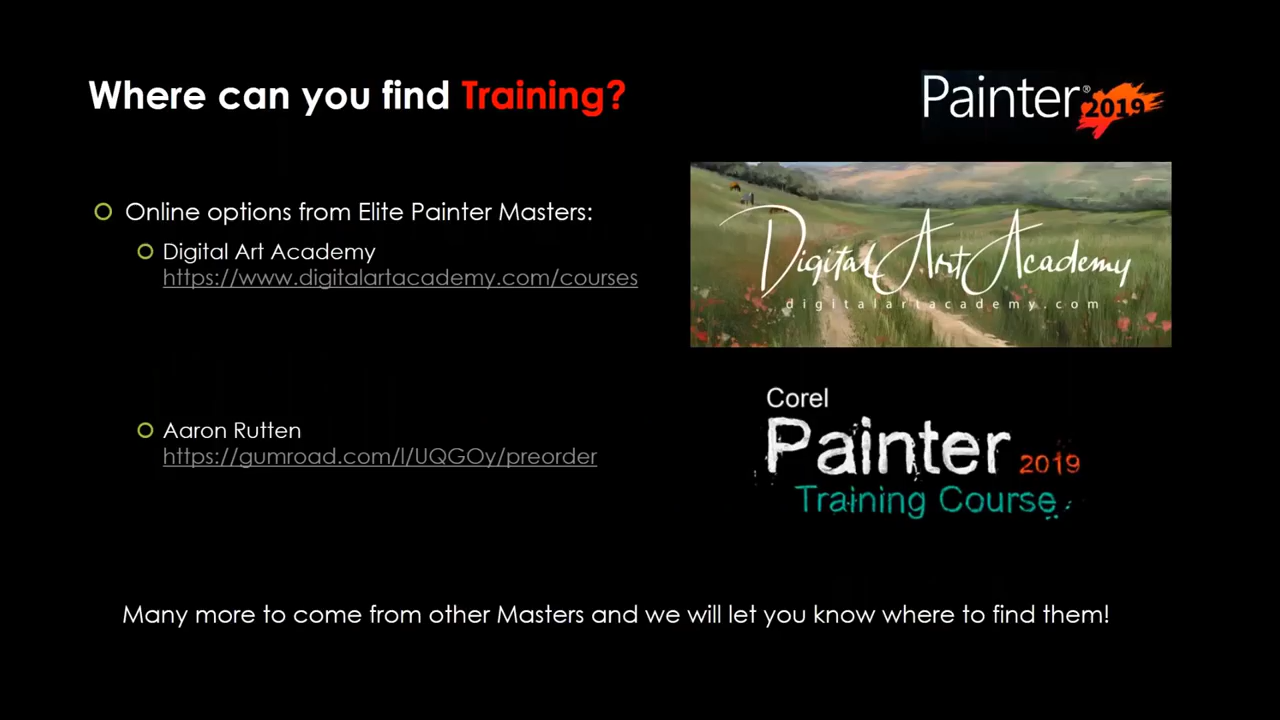 Where can you find Training?
Painter® 2019
Online options from Elite Painter Masters:
Digital Art Academy
https://www.digitalartacademy.com/courses
Digital Art Academy
digitalartacademy.com
Aaron Rutten
https://gumroad.com/l/UQGOy/preorder
Corel
Painter 2019
Training Course
Many more to come from other Masters and we will let you know where to find them!